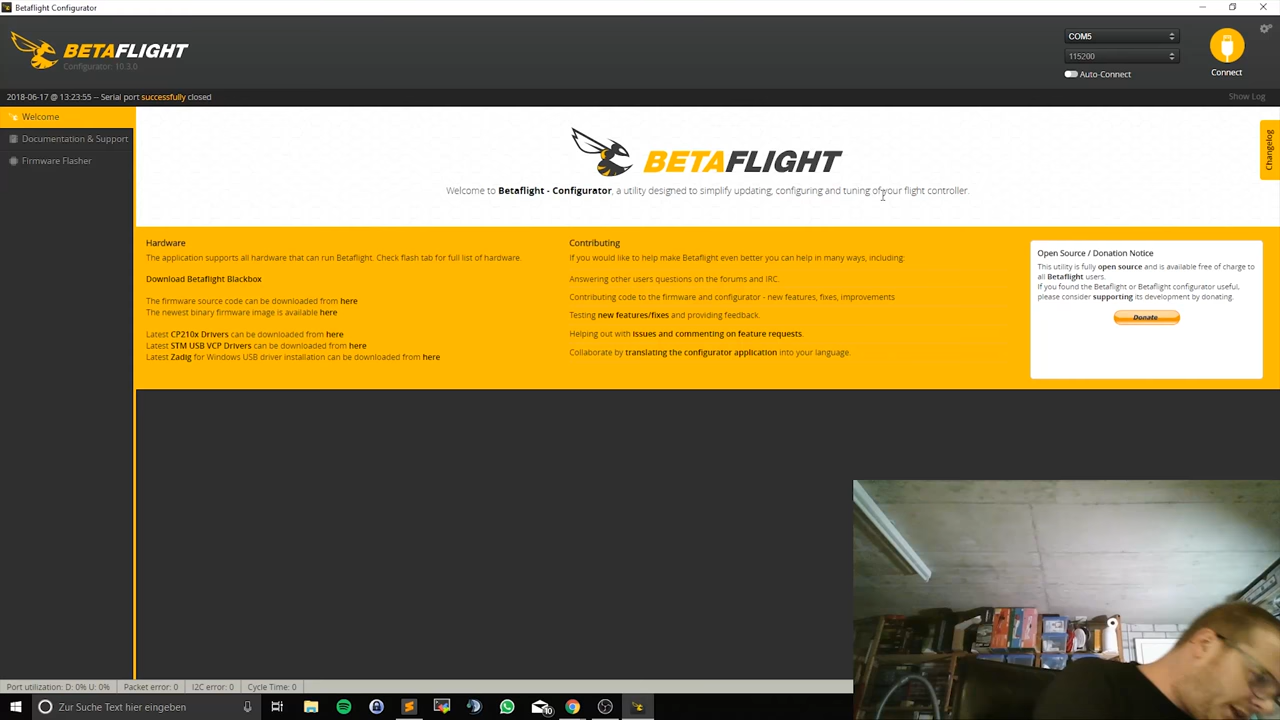 Betaflight Configurator
BETAFLIGHT
Configurator: 10.3.0
COM5
115200
Auto-Connect
Connect
2018-06-17 @ 13:23:55 -- Serial port successfully closed
Show Log
Welcome
Documentation & Support
Firmware Flasher
BETAFLIGHT
Welcome to Betaflight - Configurator, a utility designed to simplify updating, configuring and tuning of your flight controller.
Changelog
Hardware
The application supports all hardware that can run Betaflight. Check flash tab for full list of hardware.
Download Betaflight Blackbox
The firmware source code can be downloaded from here
The newest binary firmware image is available here
Latest CP210x Drivers can be downloaded from here
Latest STM USB VCP Drivers can be downloaded from here
Latest Zadig for Windows USB driver installation can be downloaded from here
Contributing
If you would like to help make Betaflight even better you can help in many ways, including:
Answering other users questions on the forums and IRC.
Contributing code to the firmware and configurator - new features, fixes, improvements
Testing new features/fixes and providing feedback.
Helping out with issues and commenting on feature requests.
Collaborate by translating the configurator application into your language.
Open Source / Donation Notice
This utility is fully open source and is available free of charge to
all Betaflight users.
If you found the Betaflight or Betaflight configurator useful,
please consider supporting its development by donating.
Donate
Port utilization: D: 0% U: 0%
Packet error: 0
I2C error: 0
Cycle Time: 0
Zur Suche Text hier eingeben
10